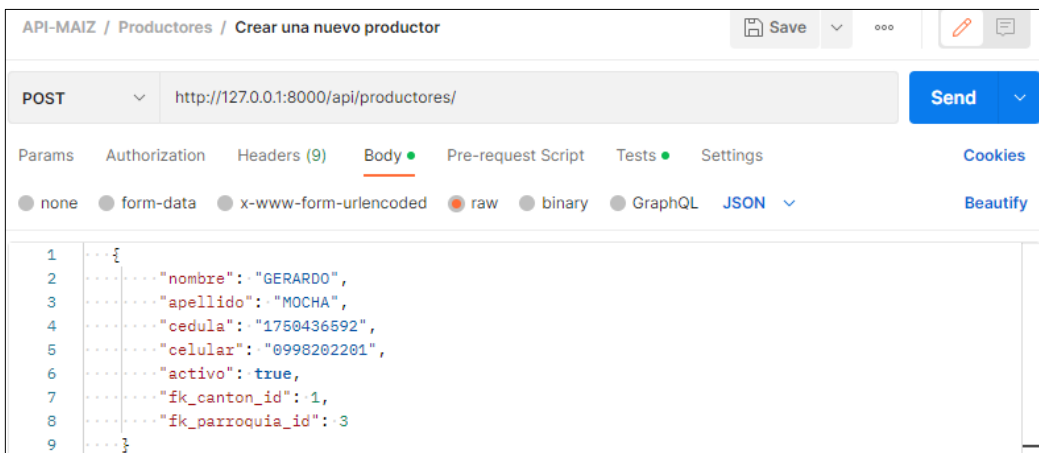 API-MAIZ / Productores / Crear una nuevo productor Save
POST http://127.0.0.1:8000/api/productores/ Send
Params Authorization Headers (9) Body Pre-request Script Tests Settings Cookies
none form-data x-www-form-urlencoded raw binary GraphQL JSON Beautify
1 {
2 "nombre": "GERARDO",
3 "apellido": "MOCHA",
4 "cedula": "1750436592",
5 "celular": "0998202201",
6 "activo": true,
7 "fk_canton_id": 1,
8 "fk_parroquia_id": 3
9 }